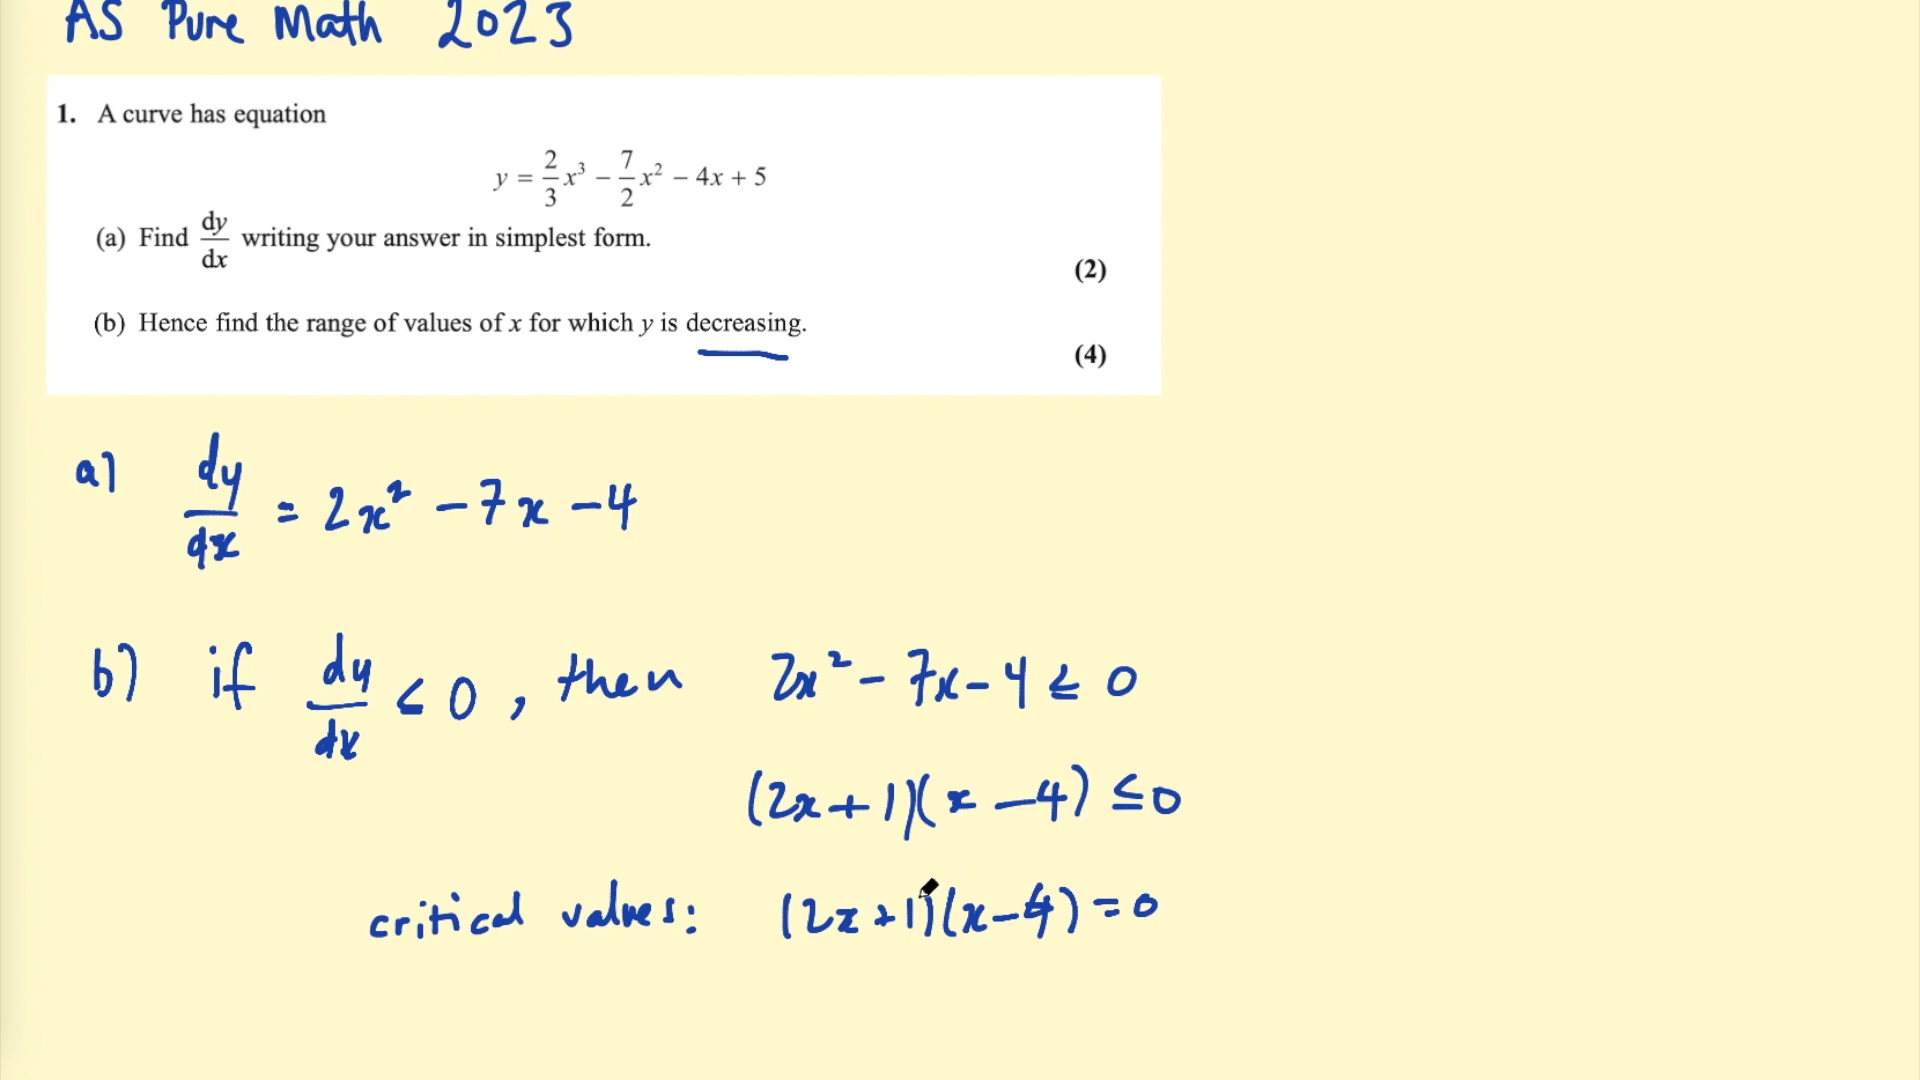 AS Pure Math 2023
1. A curve has equation
y = 2/3 x³ − 7/2 x² − 4x + 5
(a) Find dy/dx writing your answer in simplest form.
(2)
(b) Hence find the range of values of x for which y is decreasing.
(4)
a) dy/dx = 2x² − 7x − 4
b) if dy/dx < 0, then 2x² − 7x − 4 ≤ 0
(2x + 1)(x − 4) ≤ 0
critical values: (2x + 1)(x − 4) = 0